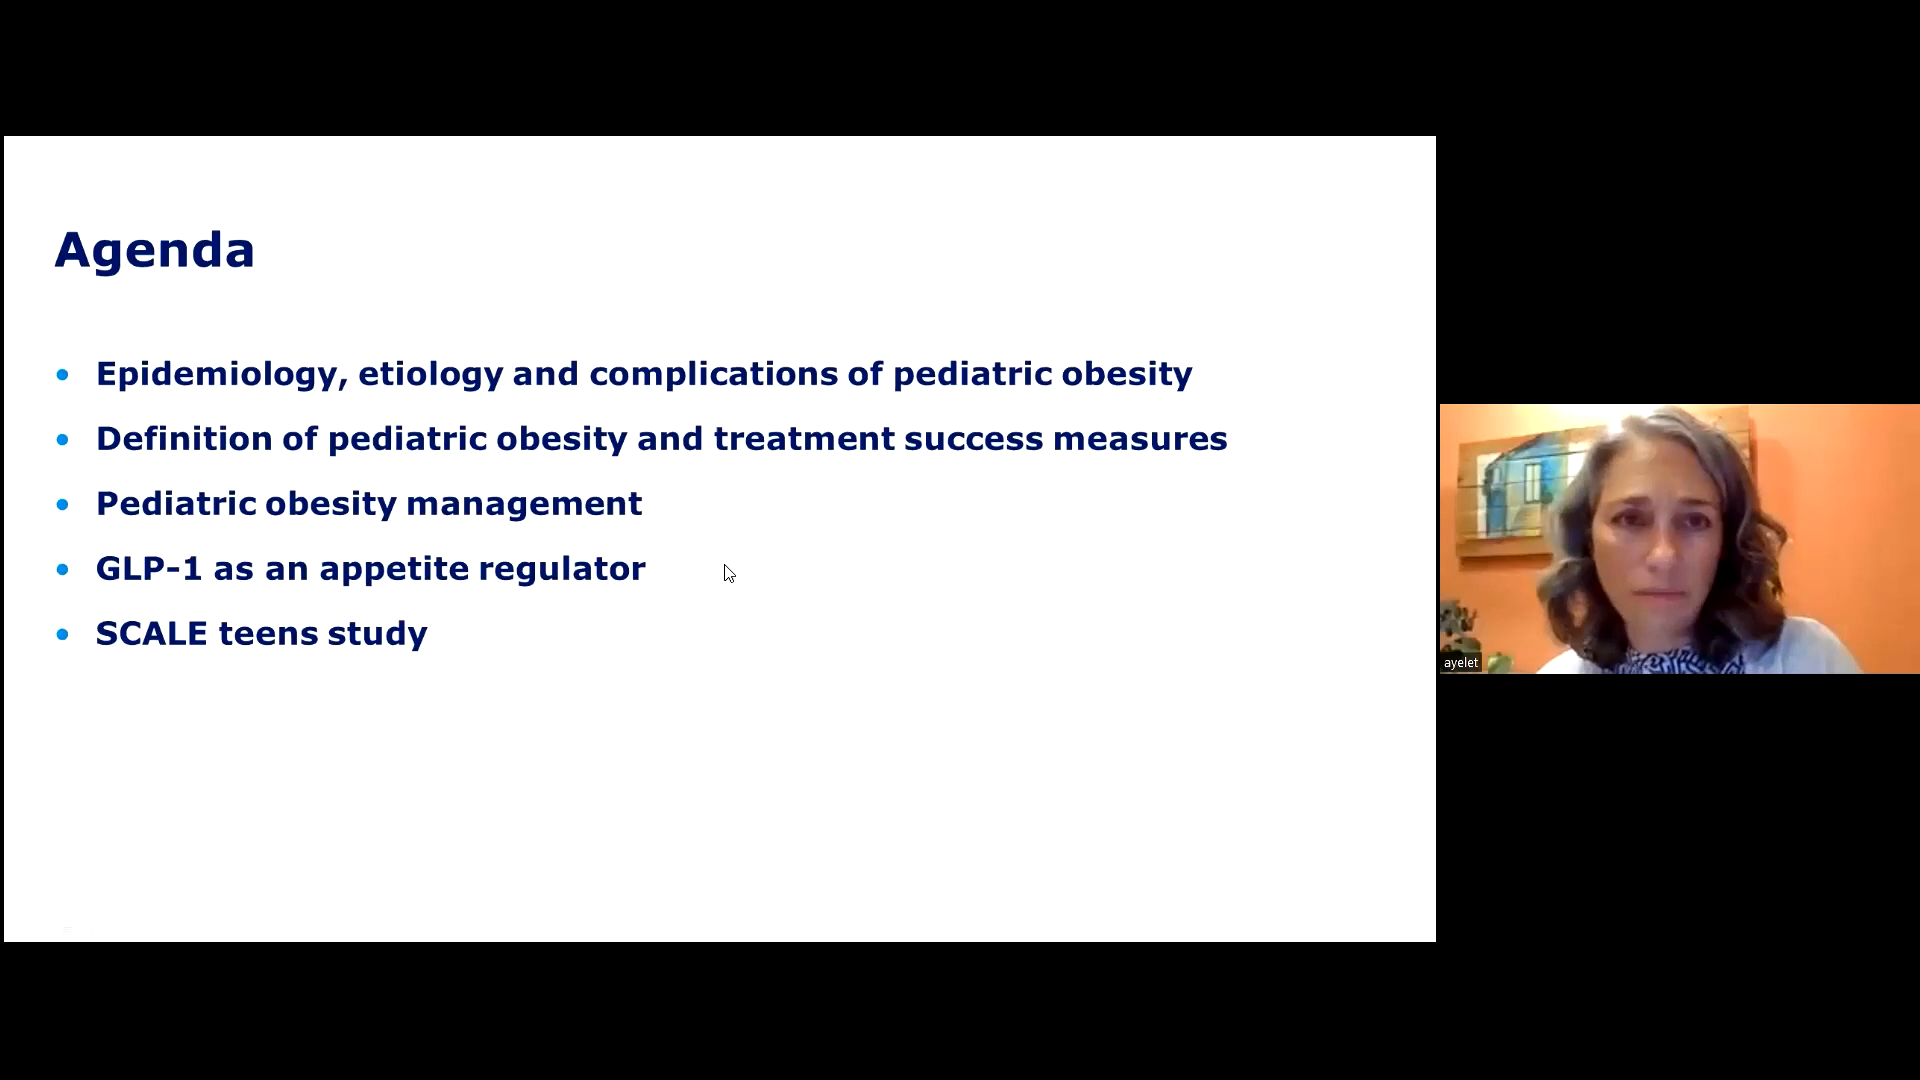 Agenda
• Epidemiology, etiology and complications of pediatric obesity
• Definition of pediatric obesity and treatment success measures
• Pediatric obesity management
• GLP-1 as an appetite regulator
• SCALE teens study
ayelet